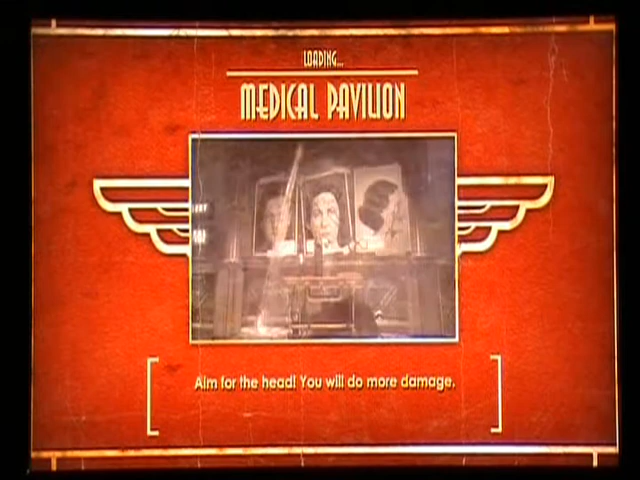 LOADING...
MEDICAL PAVILION
Aim for the head! You will do more damage.